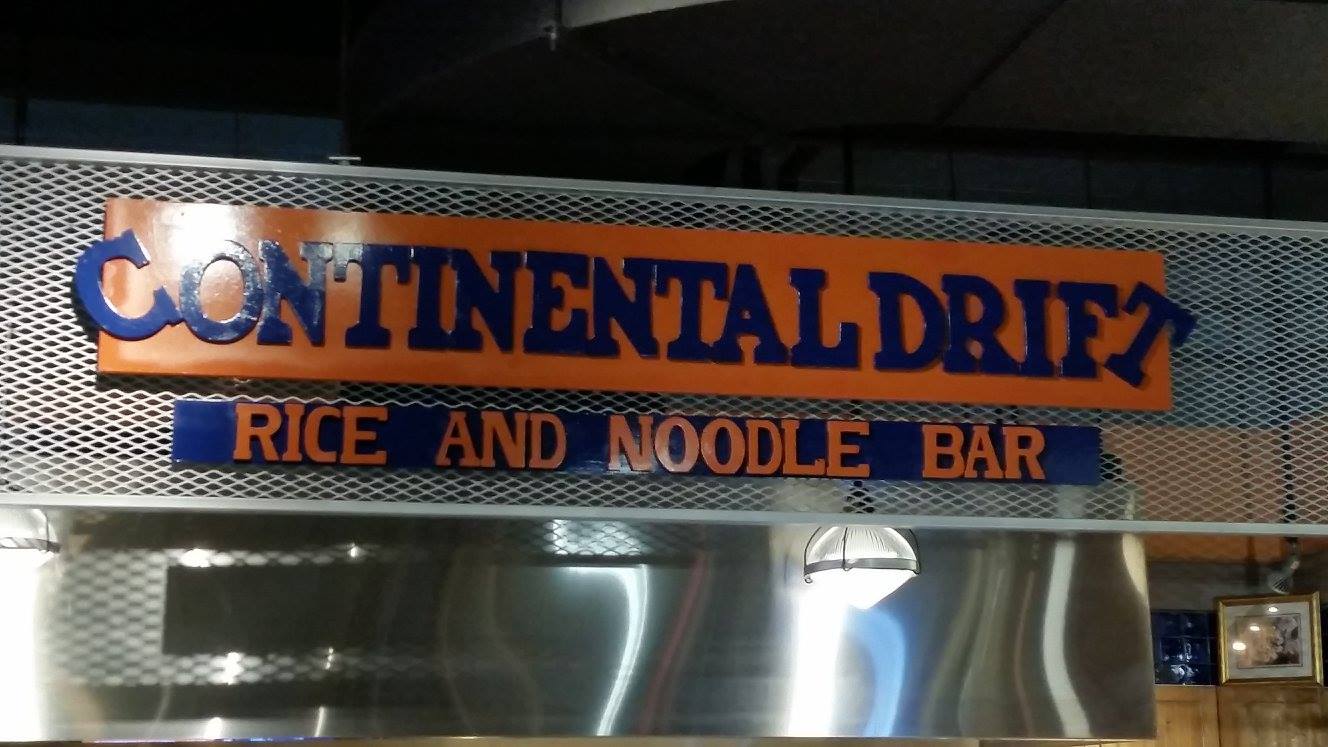 CONTINENTAL DRIFT
RICE AND NOODLE BAR